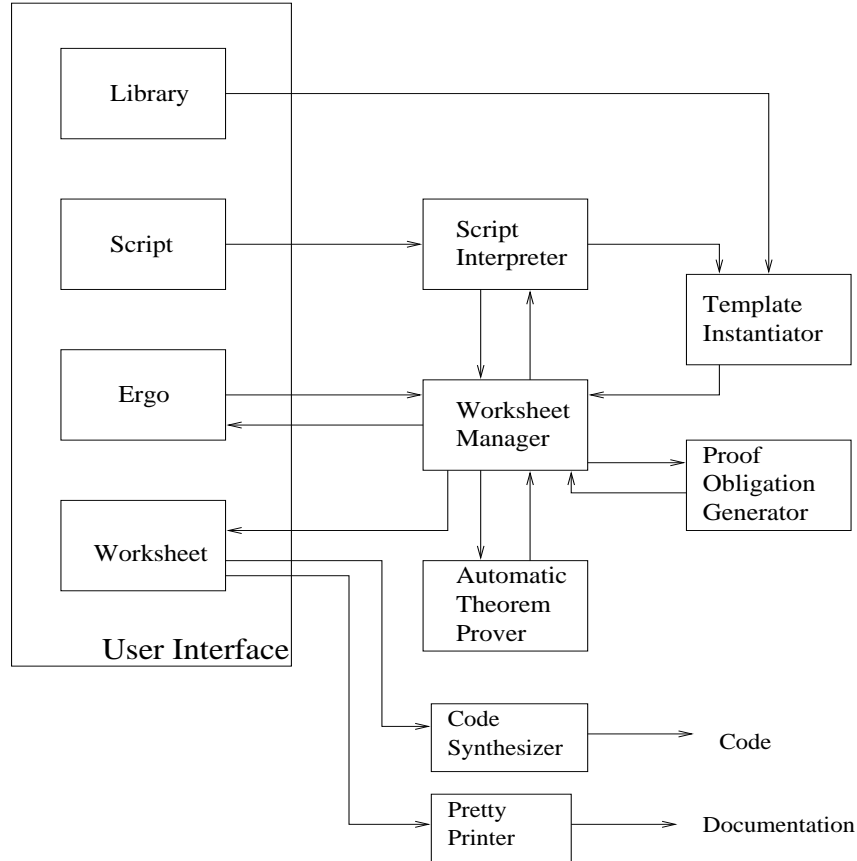 Library
Script
Script
Interpreter
Template
Instantiator
Ergo
Worksheet
Manager
Proof
Obligation
Generator
Worksheet
Automatic
Theorem
Prover
User Interface
Code
Synthesizer
Code
Pretty
Printer
Documentation